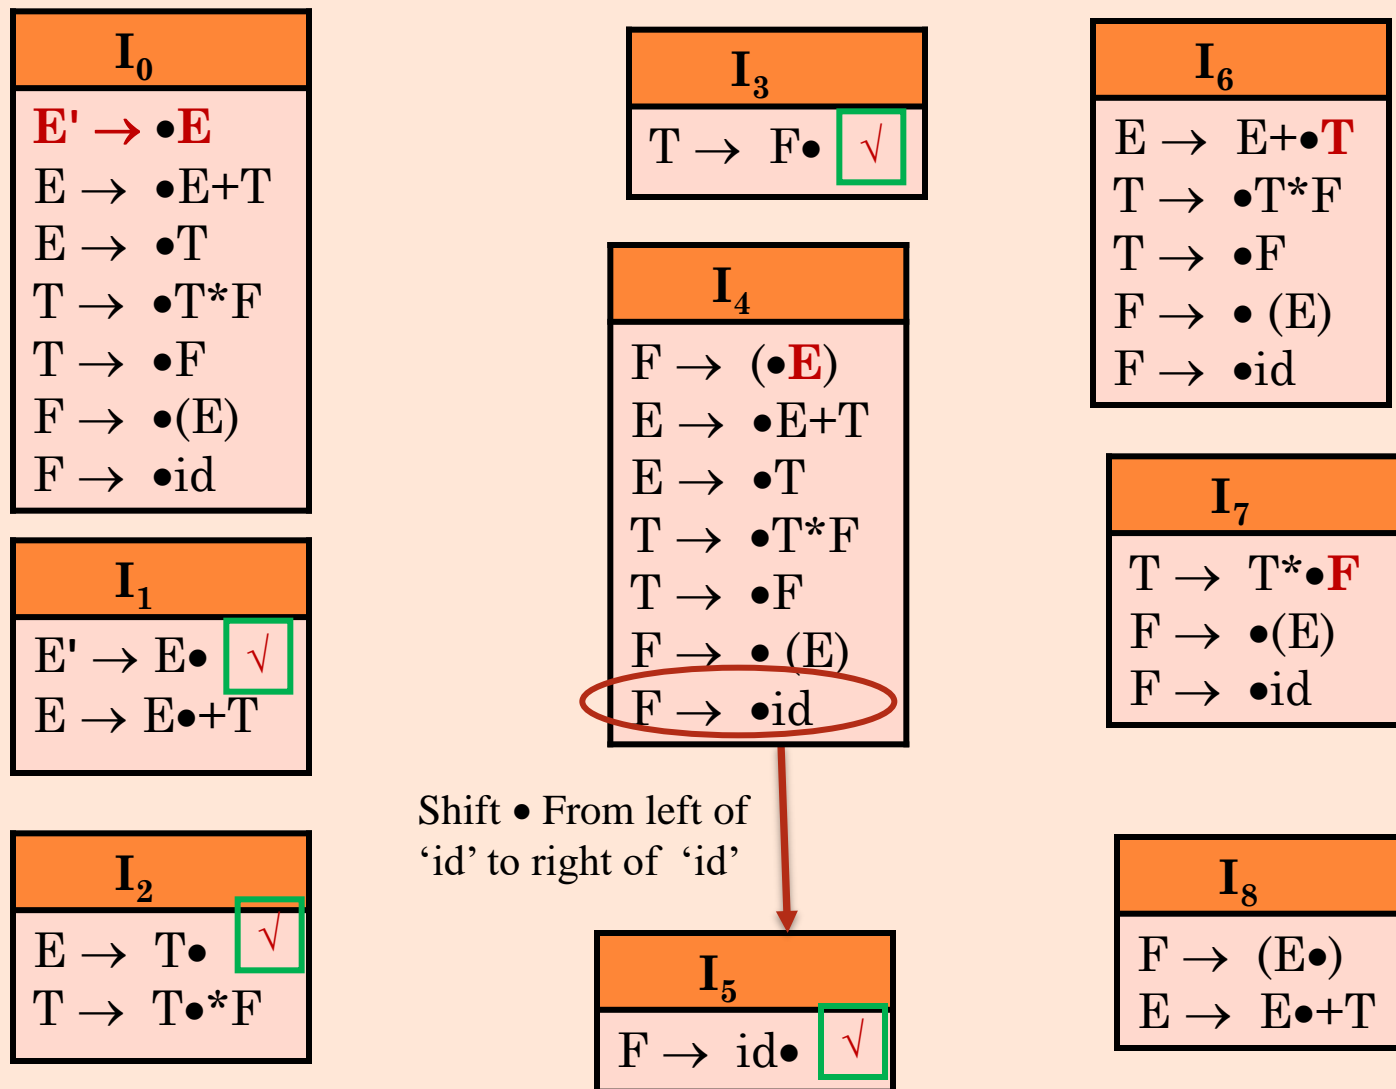 I₀
E' → •E
E → •E+T
E → •T
T → •T*F
T → •F
F → •(E)
F → •id
I₁
E' → E• √
E → E•+T
I₂
E → T• √
T → T•*F
I₃
T → F• √
I₄
F → (•E)
E → •E+T
E → •T
T → •T*F
T → •F
F → • (E)
F → •id
Shift • From left of
‘id’ to right of ‘id’
I₅
F → id• √
I₆
E → E+•T
T → •T*F
T → •F
F → • (E)
F → •id
I₇
T → T*•F
F → •(E)
F → •id
I₈
F → (E•)
E → E•+T